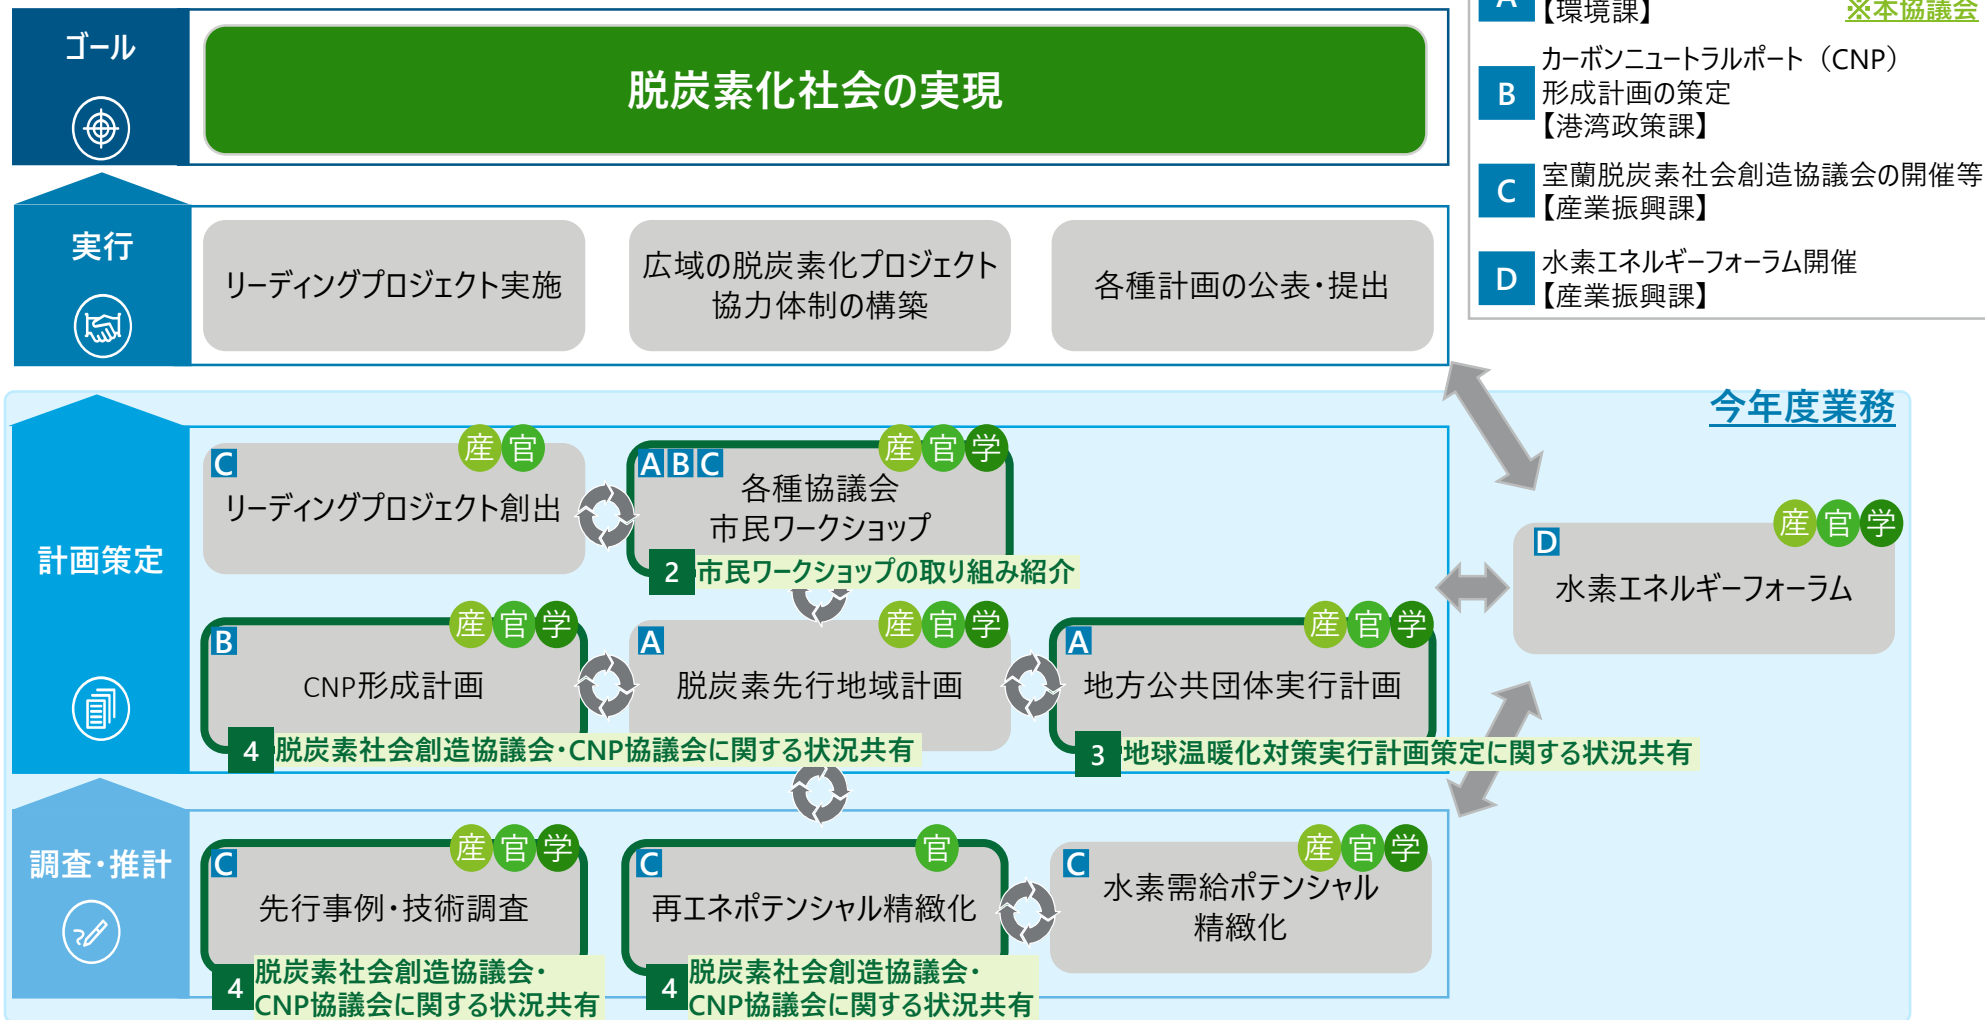 ゴール
脱炭素化社会の実現
A
【環境課】
※本協議会
B
カーボンニュートラルポート（CNP）
形成計画の策定
【港湾政策課】
C
室蘭脱炭素社会創造協議会の開催等
【産業振興課】
D
水素エネルギーフォーラム開催
【産業振興課】
実行
リーディングプロジェクト実施
広域の脱炭素化プロジェクト
協力体制の構築
各種計画の公表・提出
今年度業務
計画策定
C
産 官
リーディングプロジェクト創出
A B C
産 官 学
各種協議会
市民ワークショップ
2 市民ワークショップの取り組み紹介
D
産 官 学
水素エネルギーフォーラム
B
産 官 学
CNP形成計画
4 脱炭素社会創造協議会・CNP協議会に関する状況共有
A
産 官 学
脱炭素先行地域計画
A
産 官 学
地方公共団体実行計画
3 地球温暖化対策実行計画策定に関する状況共有
調査・推計
C
産 官 学
先行事例・技術調査
4 脱炭素社会創造協議会・
CNP協議会に関する状況共有
C
官
再エネポテンシャル精緻化
4 脱炭素社会創造協議会・
CNP協議会に関する状況共有
C
産 官 学
水素需給ポテンシャル
精緻化